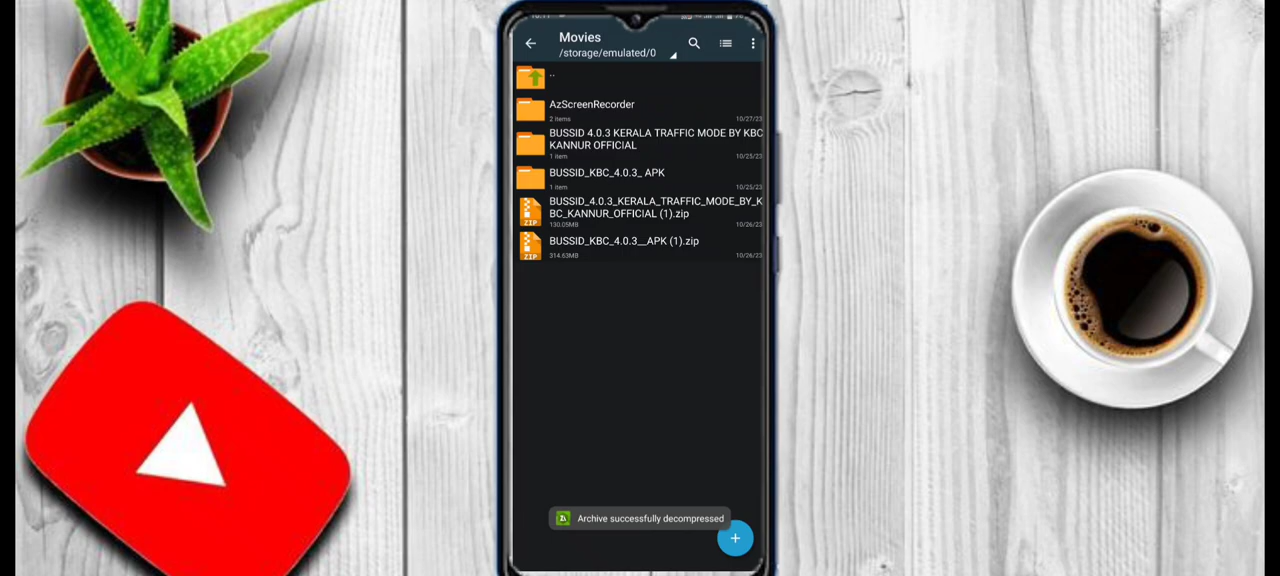 Movies
/storage/emulated/0
..
AzScreenRecorder
2 items
10/27/23
BUSSID 4.0.3 KERALA TRAFFIC MODE BY KBC
KANNUR OFFICIAL
1 item
10/25/23
BUSSID_KBC_4.0.3_ APK
1 item
10/25/23
BUSSID_4.0.3_KERALA_TRAFFIC_MODE_BY_K
BC_KANNUR_OFFICIAL (1).zip
ZIP
130.05MB
10/26/23
BUSSID_KBC_4.0.3__APK (1).zip
ZIP
314.63MB
10/26/23
Archive successfully decompressed